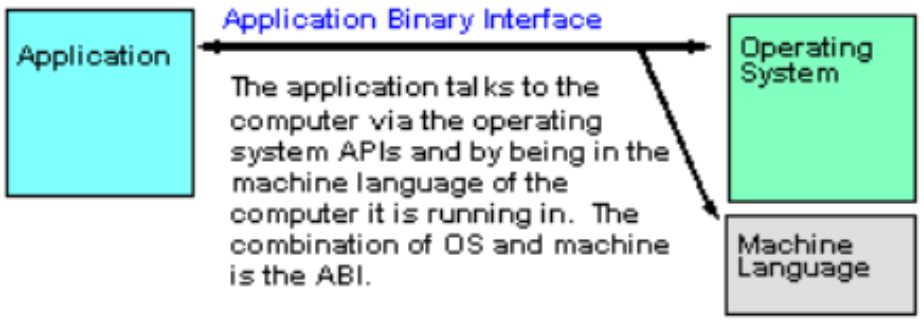 Application Binary Interface
Application
Operating
System
The application talks to the
computer via the operating
system APIs and by being in the
machine language of the
computer it is running in. The
combination of OS and machine
is the ABI.
Machine
Language